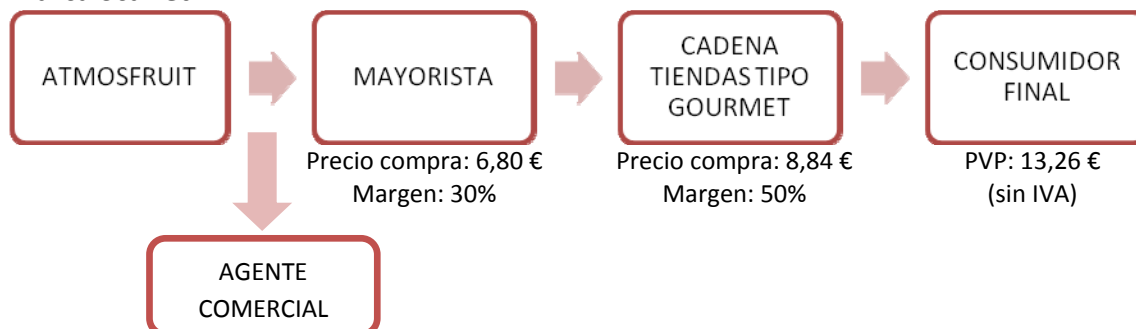 ATMOSFRUIT
MAYORISTA
CADENA
TIENDAS TIPO
GOURMET
CONSUMIDOR
FINAL
Precio compra: 6,80 €
Margen: 30%
Precio compra: 8,84 €
Margen: 50%
PVP: 13,26 €
(sin IVA)
AGENTE
COMERCIAL